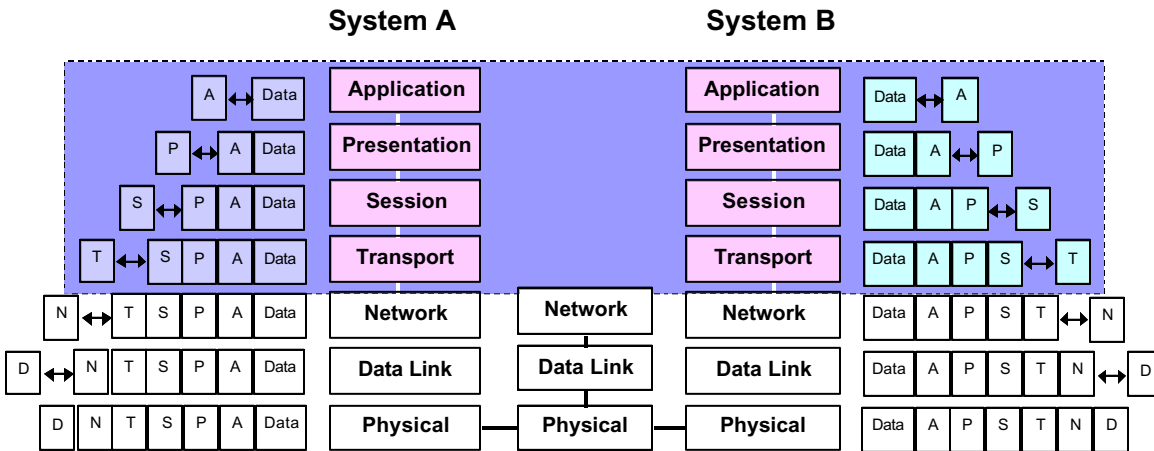 System A System B
A Data Application Application Data A
P A Data Presentation Presentation Data A P
S P A Data Session Session Data A P S
T S P A Data Transport Transport Data A P S T
N T S P A Data Network Network Network Data A P S T N
D N T S P A Data Data Link Data Link Data Link Data A P S T N D
D N T S P A Data Physical Physical Physical Data A P S T N D